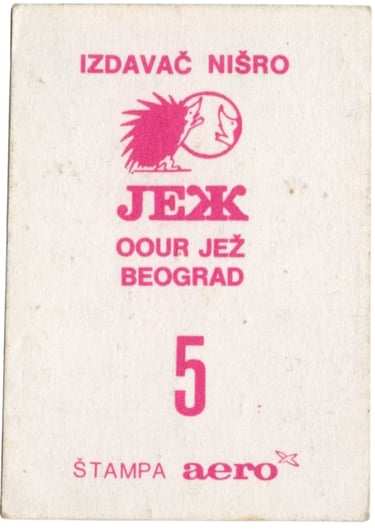 IZDAVAČ NIŠRO
ЈЕЖ
OOUR JEŽ
BEOGRAD
5
ŠTAMPA aero